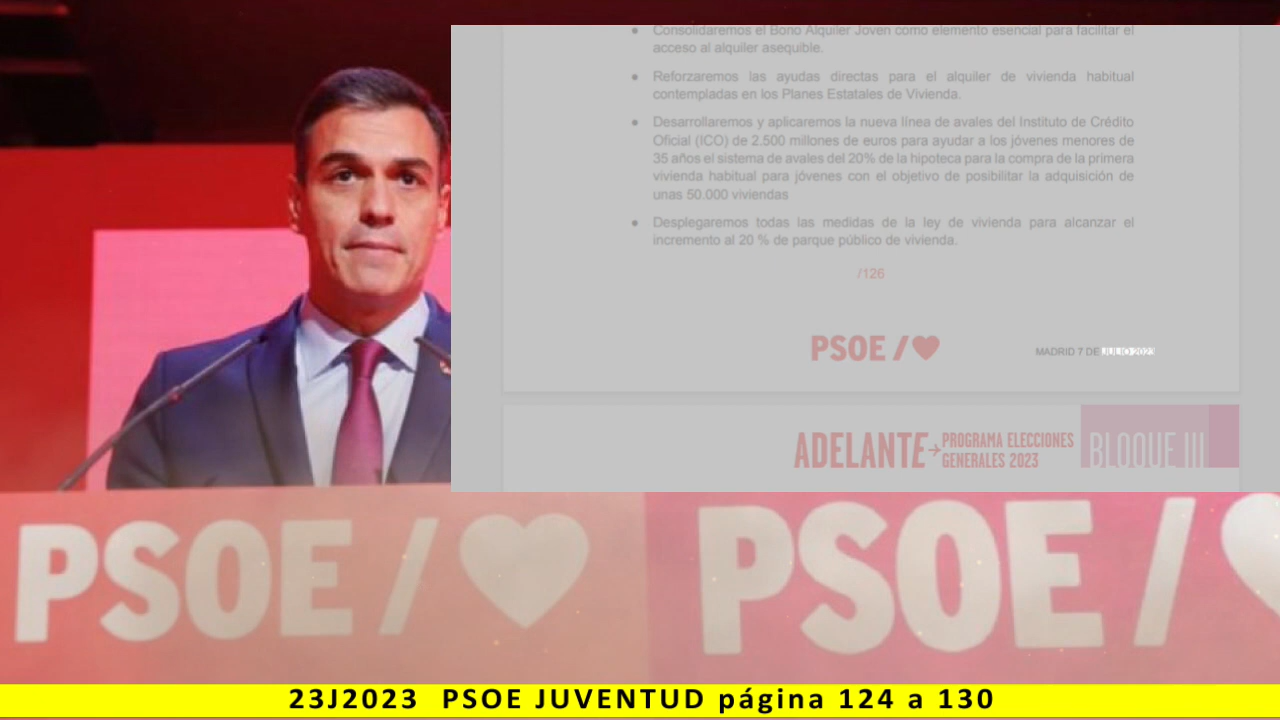 Consolidaremos el Bono Alquiler Joven como elemento esencial para facilitar el
acceso al alquiler asequible.
Reforzaremos las ayudas directas para el alquiler de vivienda habitual
contempladas en los Planes Estatales de Vivienda.
Desarrollaremos y aplicaremos la nueva línea de avales del Instituto de Crédito
Oficial (ICO) de 2.500 millones de euros para ayudar a los jóvenes menores de
35 años el sistema de avales del 20% de la hipoteca para la compra de la primera
vivienda habitual para jóvenes con el objetivo de posibilitar la adquisición de
unas 50.000 viviendas
Desplegaremos todas las medidas de la ley de vivienda para alcanzar el
incremento al 20 % de parque público de vivienda.
/126
PSOE /
MADRID 7 DE JULIO 2023
ADELANTE
PROGRAMA ELECCIONES
GENERALES 2023
BLOQUE III
PSOE / PSOE /
23J2023 PSOE JUVENTUD página 124 a 130